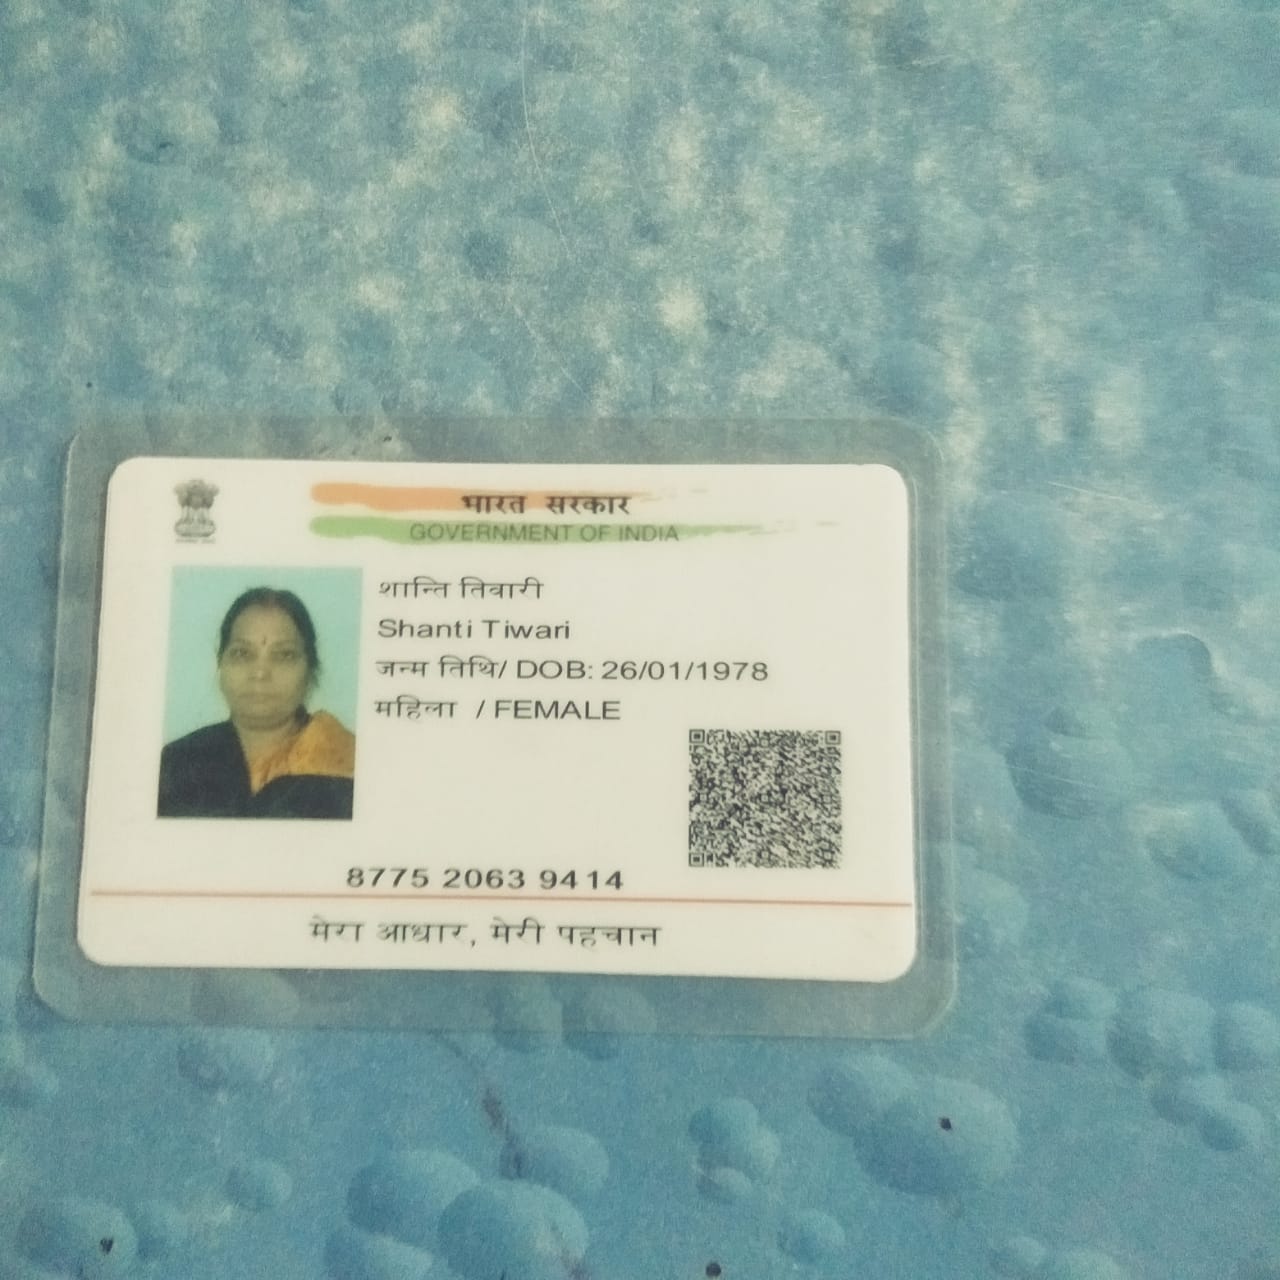 भारत सरकार
GOVERNMENT OF INDIA
शान्ति तिवारी
Shanti Tiwari
जन्म तिथि/ DOB: 26/01/1978
महिला / FEMALE
8775 2063 9414
मेरा आधार, मेरी पहचान